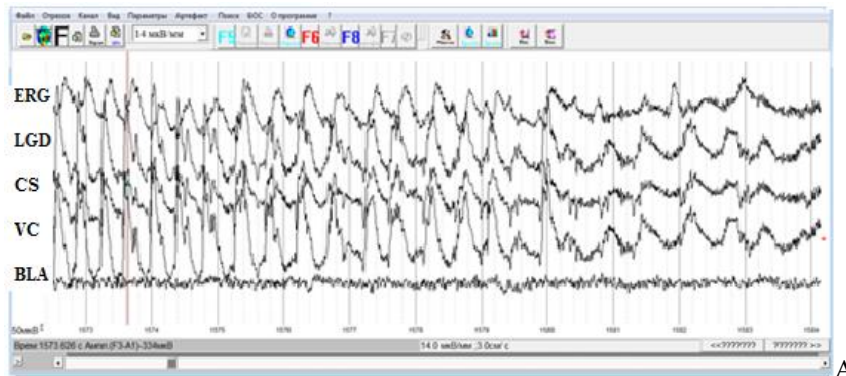 Файл Отрезок Канал Вид Параметры Артефакт Поиск БОС О программе ?
F 1-4 мкВ/мм F5 F6 F8 F7
ERG
LGD
CS
VC
BLA
50мкВ 1573 1574 1575 1576 1577 1578 1579 1580 1581 1582 1583 1584
Время:1573.626 с Ампл.(F3-A1)-334мкВ 14.0 мкВ/мм ,3.0см/ с <<???????? ??????? >>
A